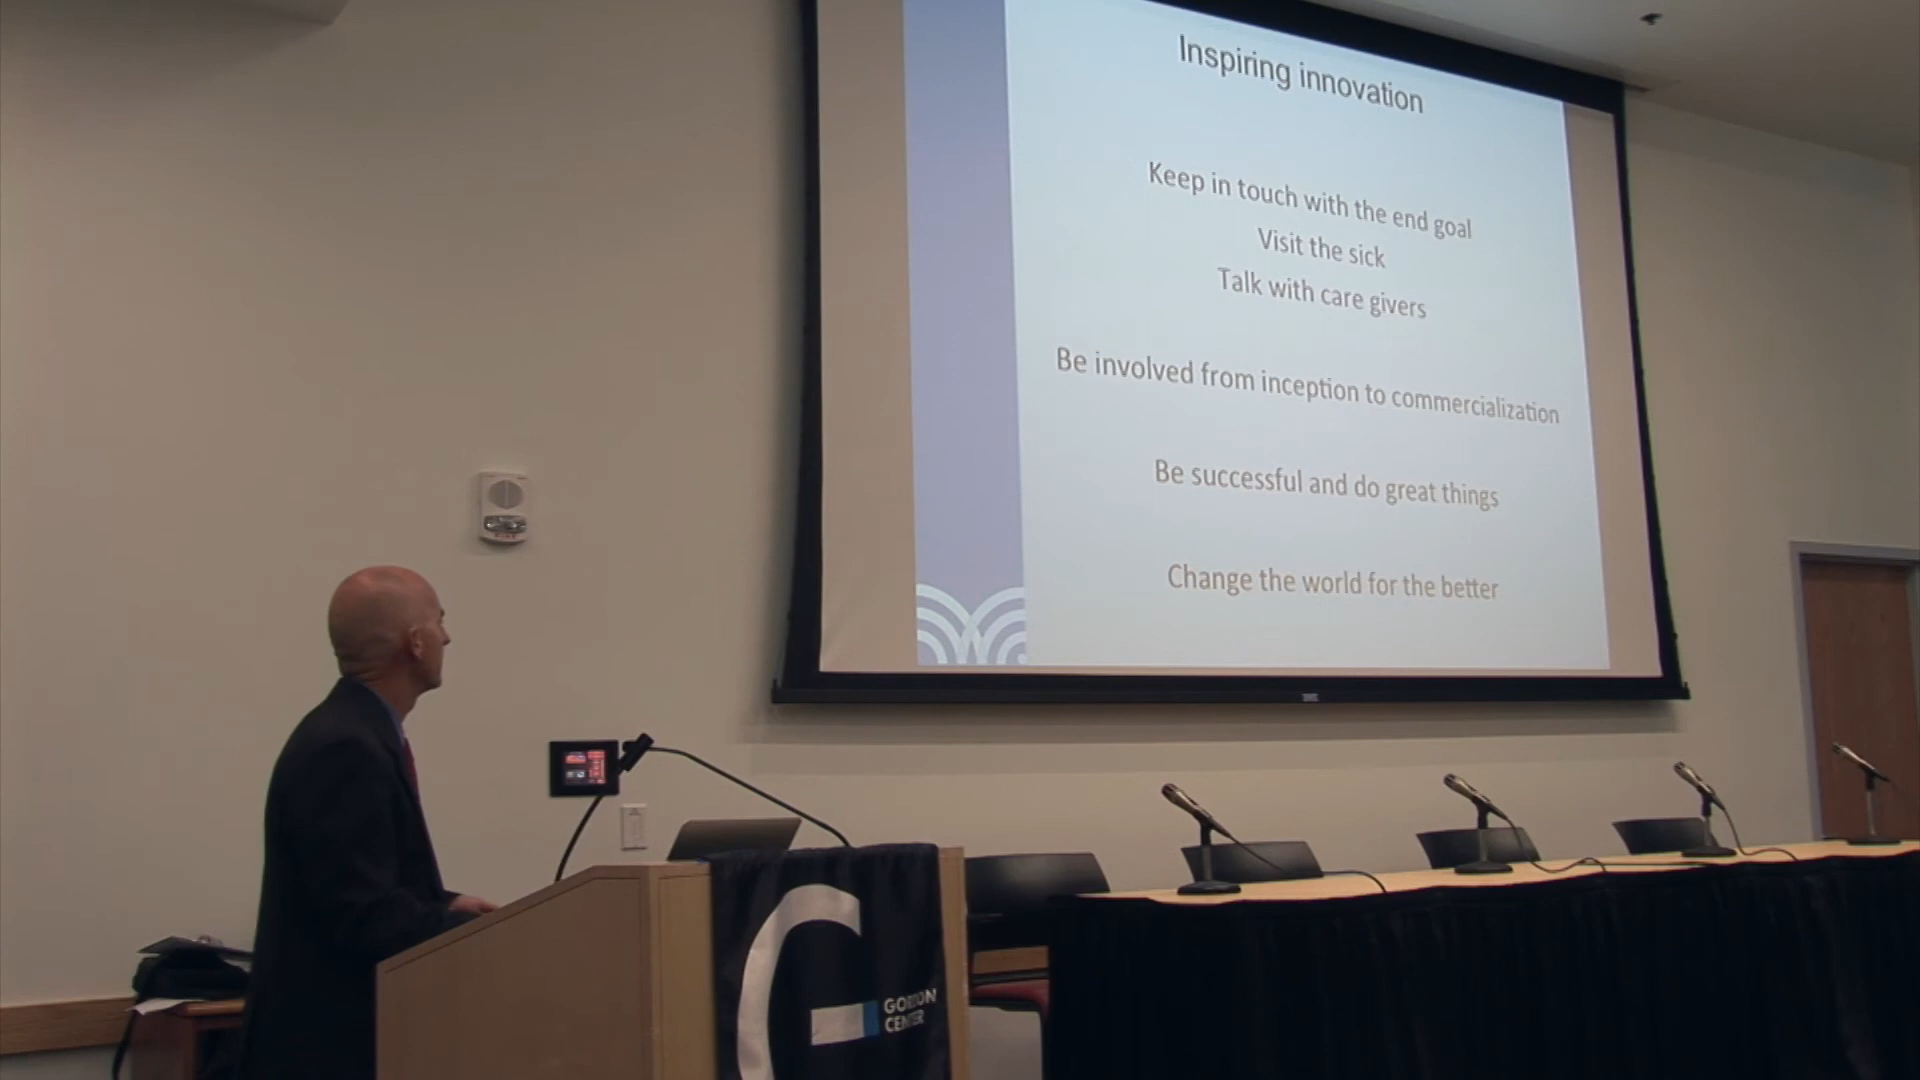 Inspiring innovation
Keep in touch with the end goal
Visit the sick
Talk with care givers
Be involved from inception to commercialization
Be successful and do great things
Change the world for the better
GORDON
CENTER
FIRE